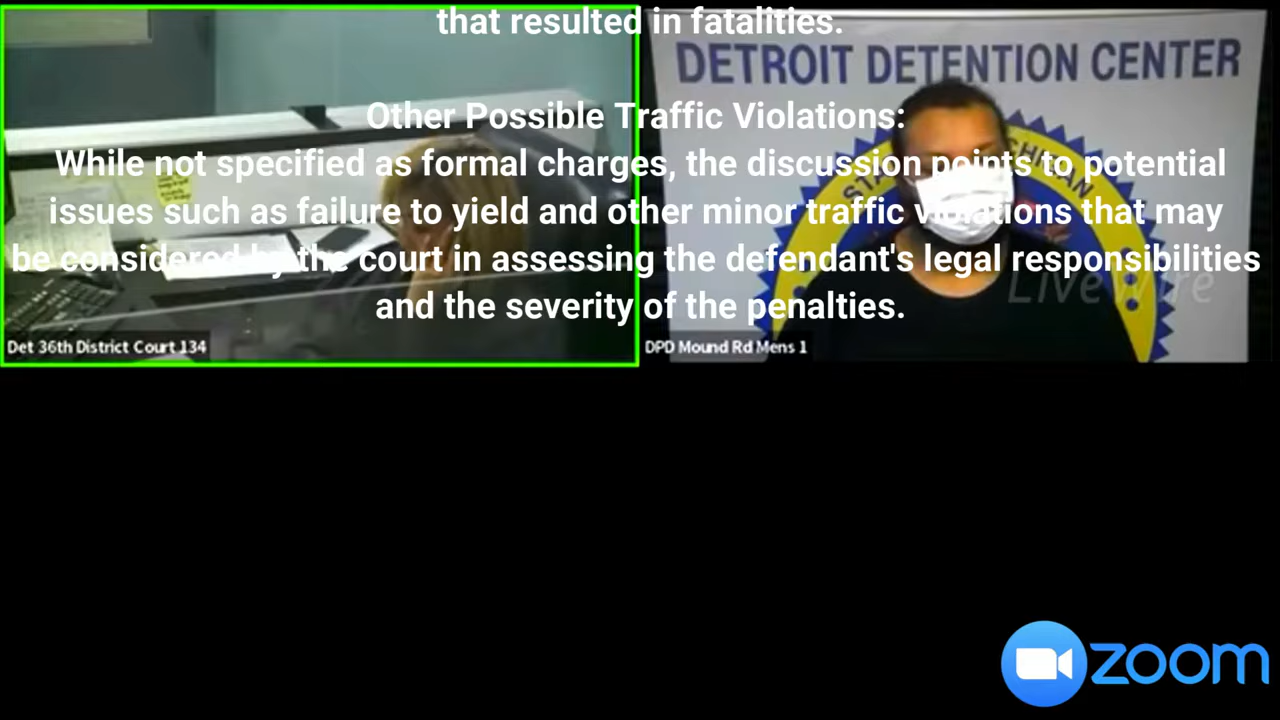 that resulted in fatalities.
DETROIT DETENTION CENTER
Other Possible Traffic Violations:
While not specified as formal charges, the discussion points to potential
issues such as failure to yield and other minor traffic violations that may
be considered by the court in assessing the defendant's legal responsibilities
and the severity of the penalties.
LiveWire
Det 36th District Court 134
DPD Mound Rd Mens 1
zoom